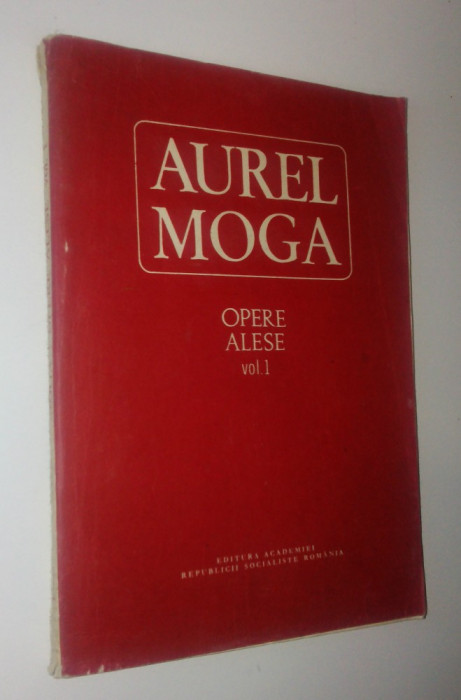 AUREL
MOGA
OPERE
ALESE
vol.1
EDITURA ACADEMIEI
REPUBLICII SOCIALISTE ROMÂNIA